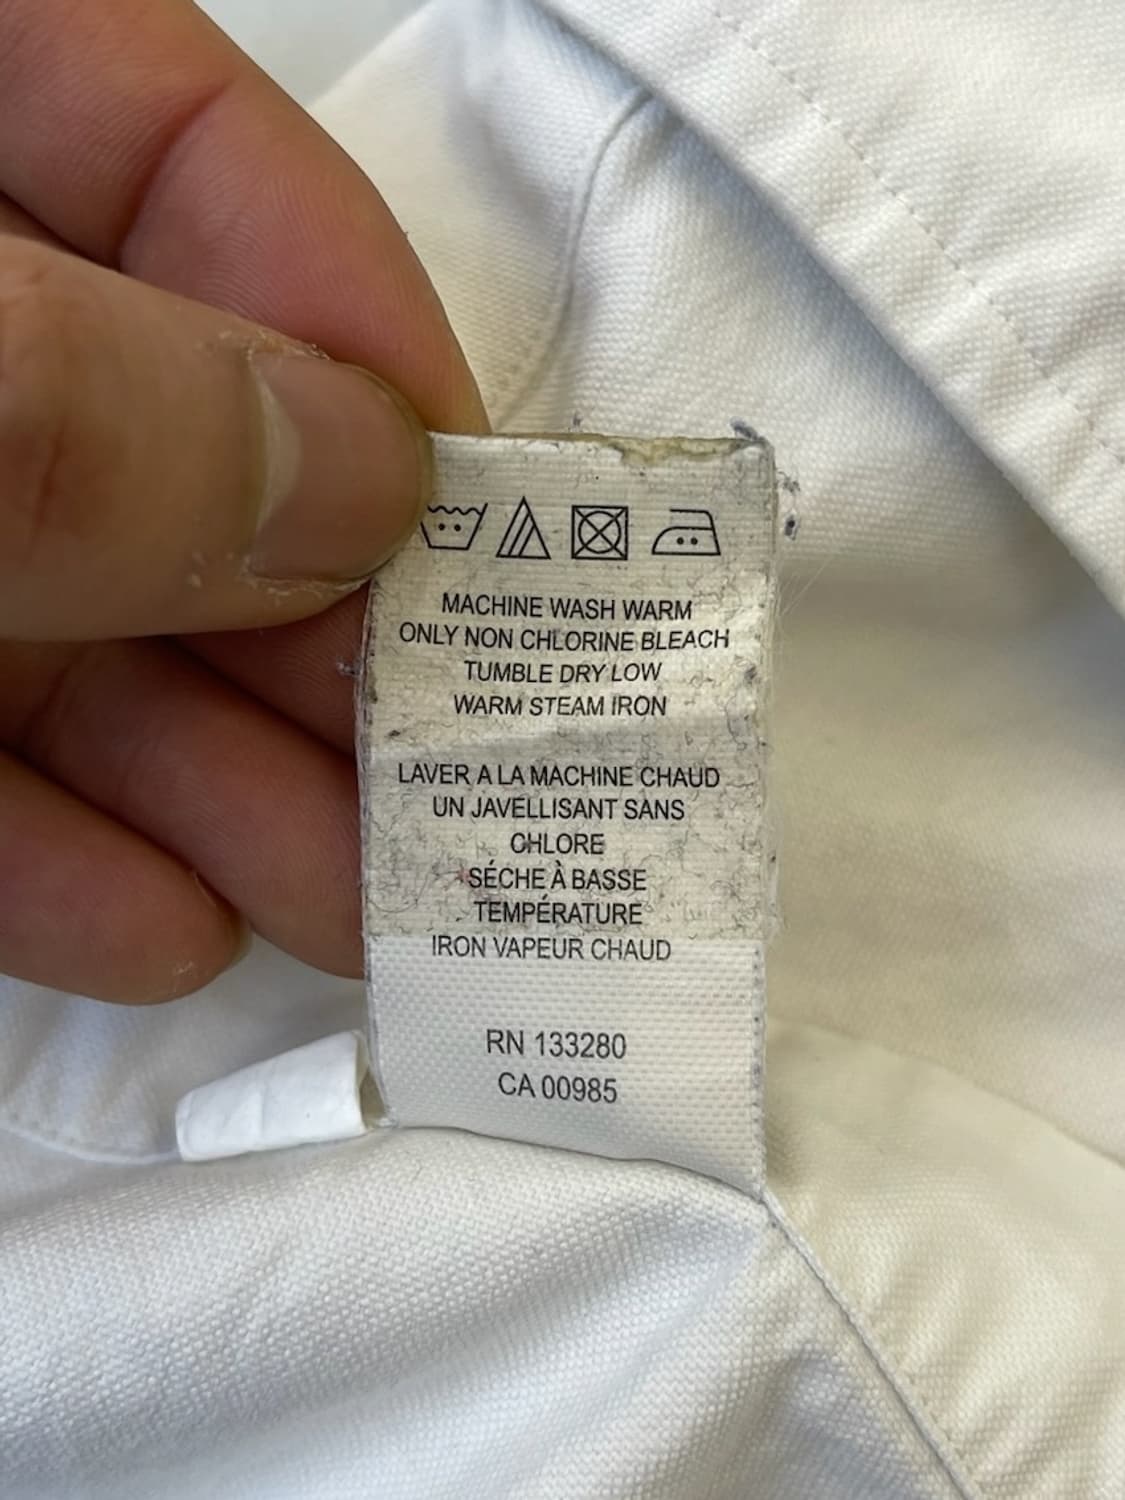 MACHINE WASH WARM
ONLY NON CHLORINE BLEACH
TUMBLE DRY LOW
WARM STEAM IRON
LAVER A LA MACHINE CHAUD
UN JAVELLISANT SANS
CHLORE
SÉCHE À BASSE
TEMPÉRATURE
IRON VAPEUR CHAUD
RN 133280
CA 00985